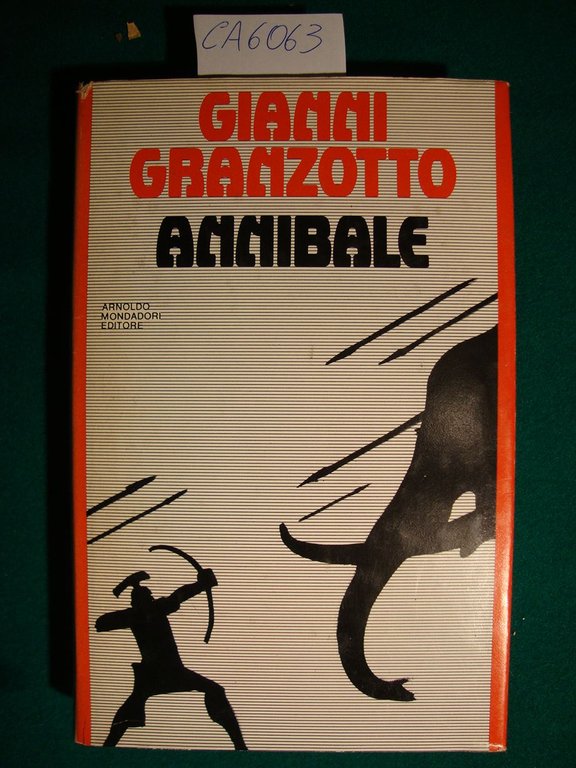 CA6063
GIANNI
GRANZOTTO
ANNIBALE
ARNOLDO
MONDADORI
EDITORE